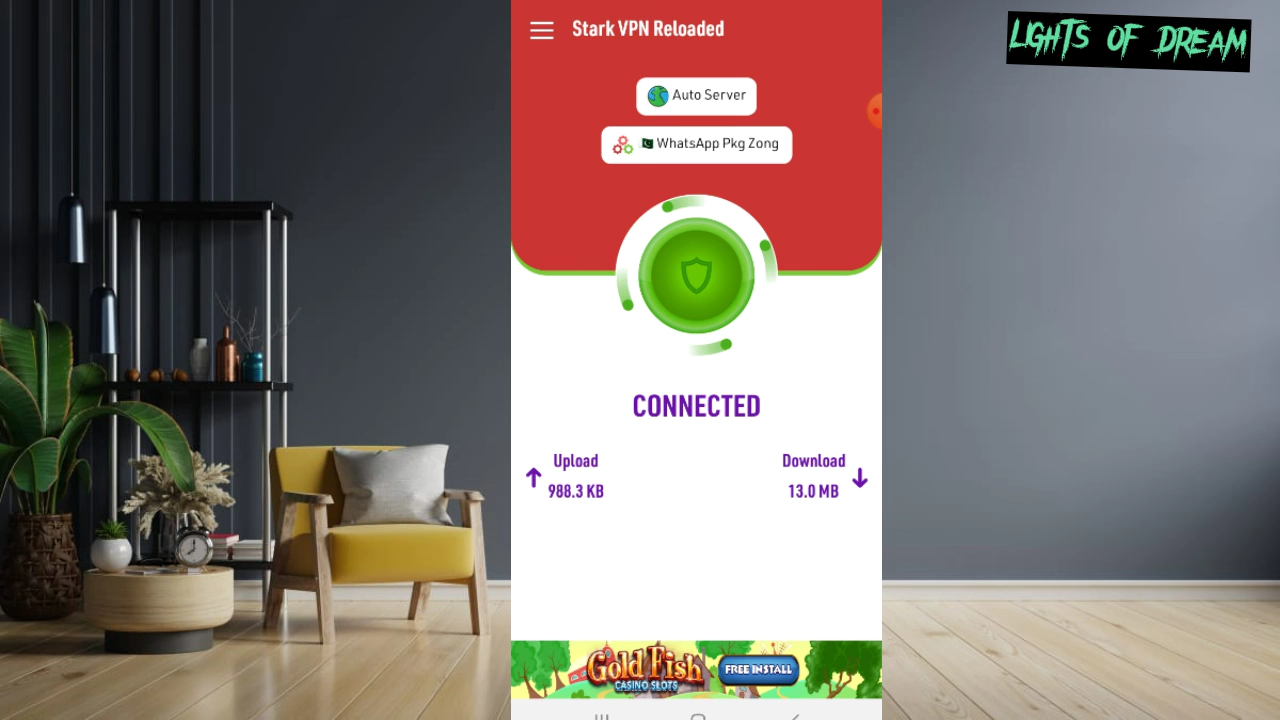 Stark VPN Reloaded
LIGHTS OF DREAM
Auto Server
WhatsApp Pkg Zong
CONNECTED
Upload
988.3 KB
Download
13.0 MB
Gold Fish
CASINO SLOTS
FREE INSTALL